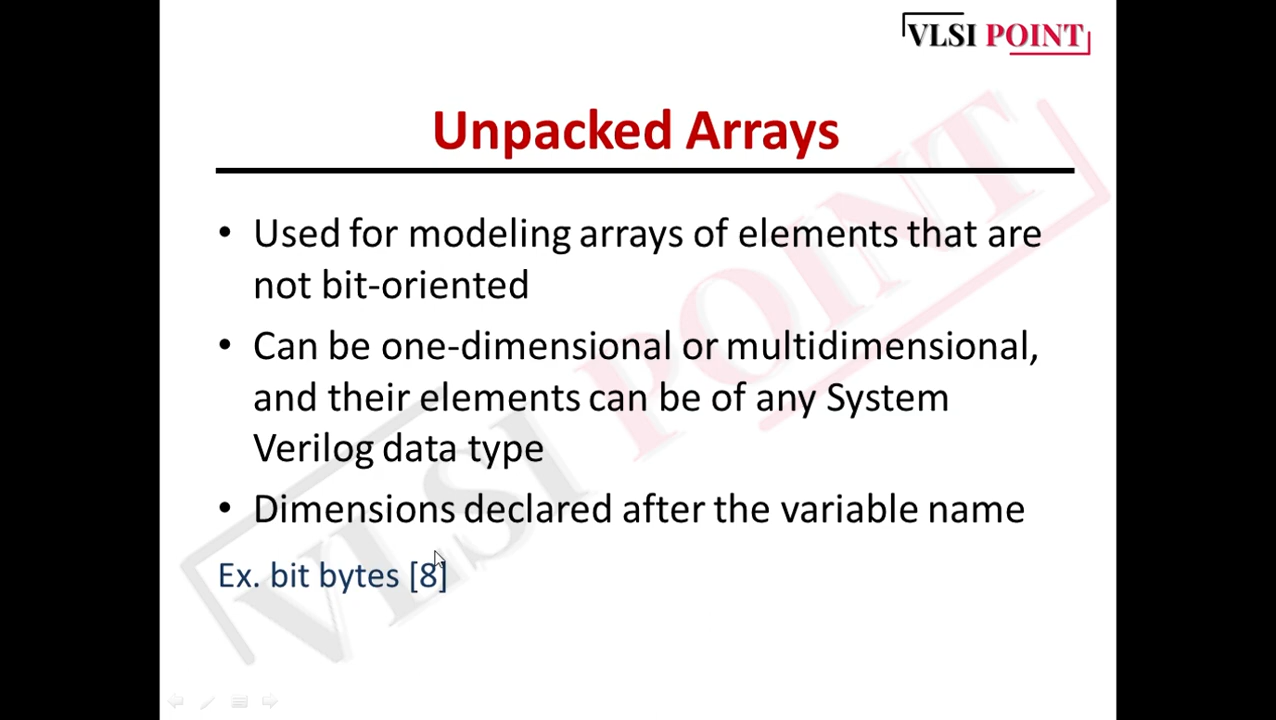 VLSI POINT
Unpacked Arrays
• Used for modeling arrays of elements that are
not bit-oriented
• Can be one-dimensional or multidimensional,
and their elements can be of any System
Verilog data type
• Dimensions declared after the variable name
Ex. bit bytes [8]
VLSI POINT